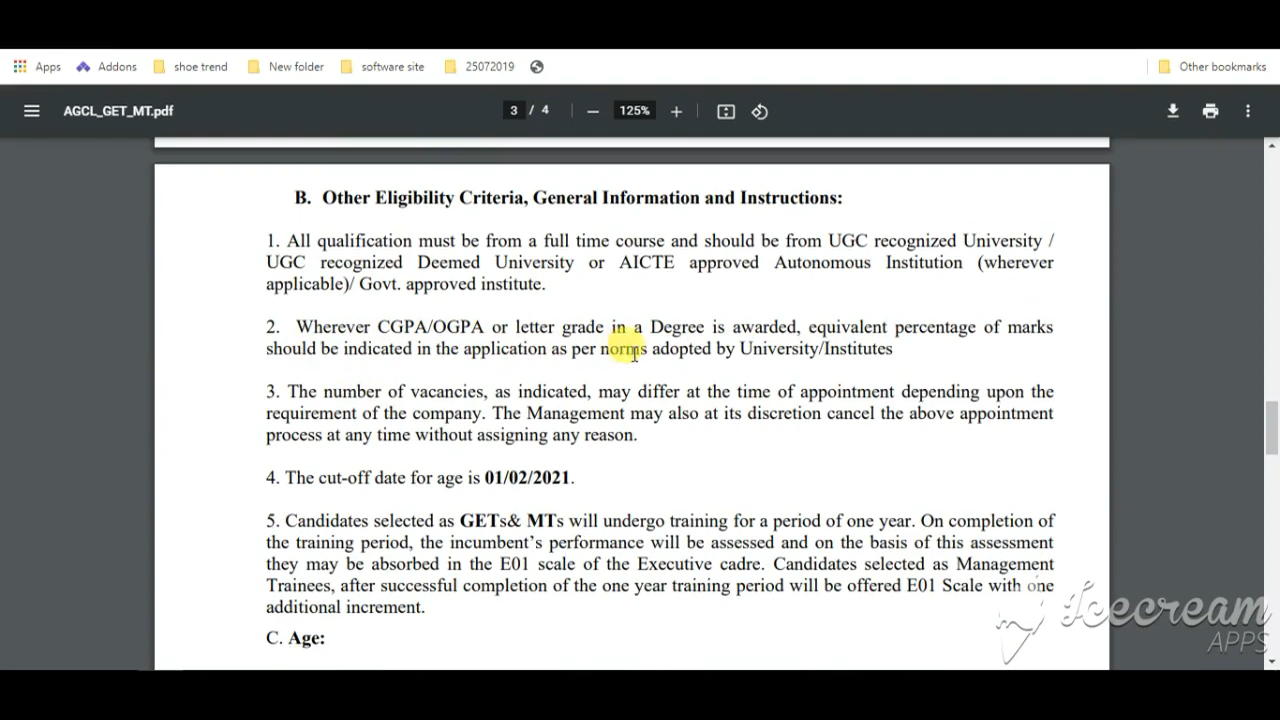 Apps Addons shoe trend New folder software site 25072019 Other bookmarks
AGCL_GET_MT.pdf 3 / 4 125%
B. Other Eligibility Criteria, General Information and Instructions:
1. All qualification must be from a full time course and should be from UGC recognized University /
UGC recognized Deemed University or AICTE approved Autonomous Institution (wherever
applicable)/ Govt. approved institute.
2. Wherever CGPA/OGPA or letter grade in a Degree is awarded, equivalent percentage of marks
should be indicated in the application as per norms adopted by University/Institutes
3. The number of vacancies, as indicated, may differ at the time of appointment depending upon the
requirement of the company. The Management may also at its discretion cancel the above appointment
process at any time without assigning any reason.
4. The cut-off date for age is 01/02/2021.
5. Candidates selected as GETs& MTs will undergo training for a period of one year. On completion of
the training period, the incumbent's performance will be assessed and on the basis of this assessment
they may be absorbed in the E01 scale of the Executive cadre. Candidates selected as Management
Trainees, after successful completion of the one year training period will be offered E01 Scale with one
additional increment.
C. Age:
Icecream
APPS